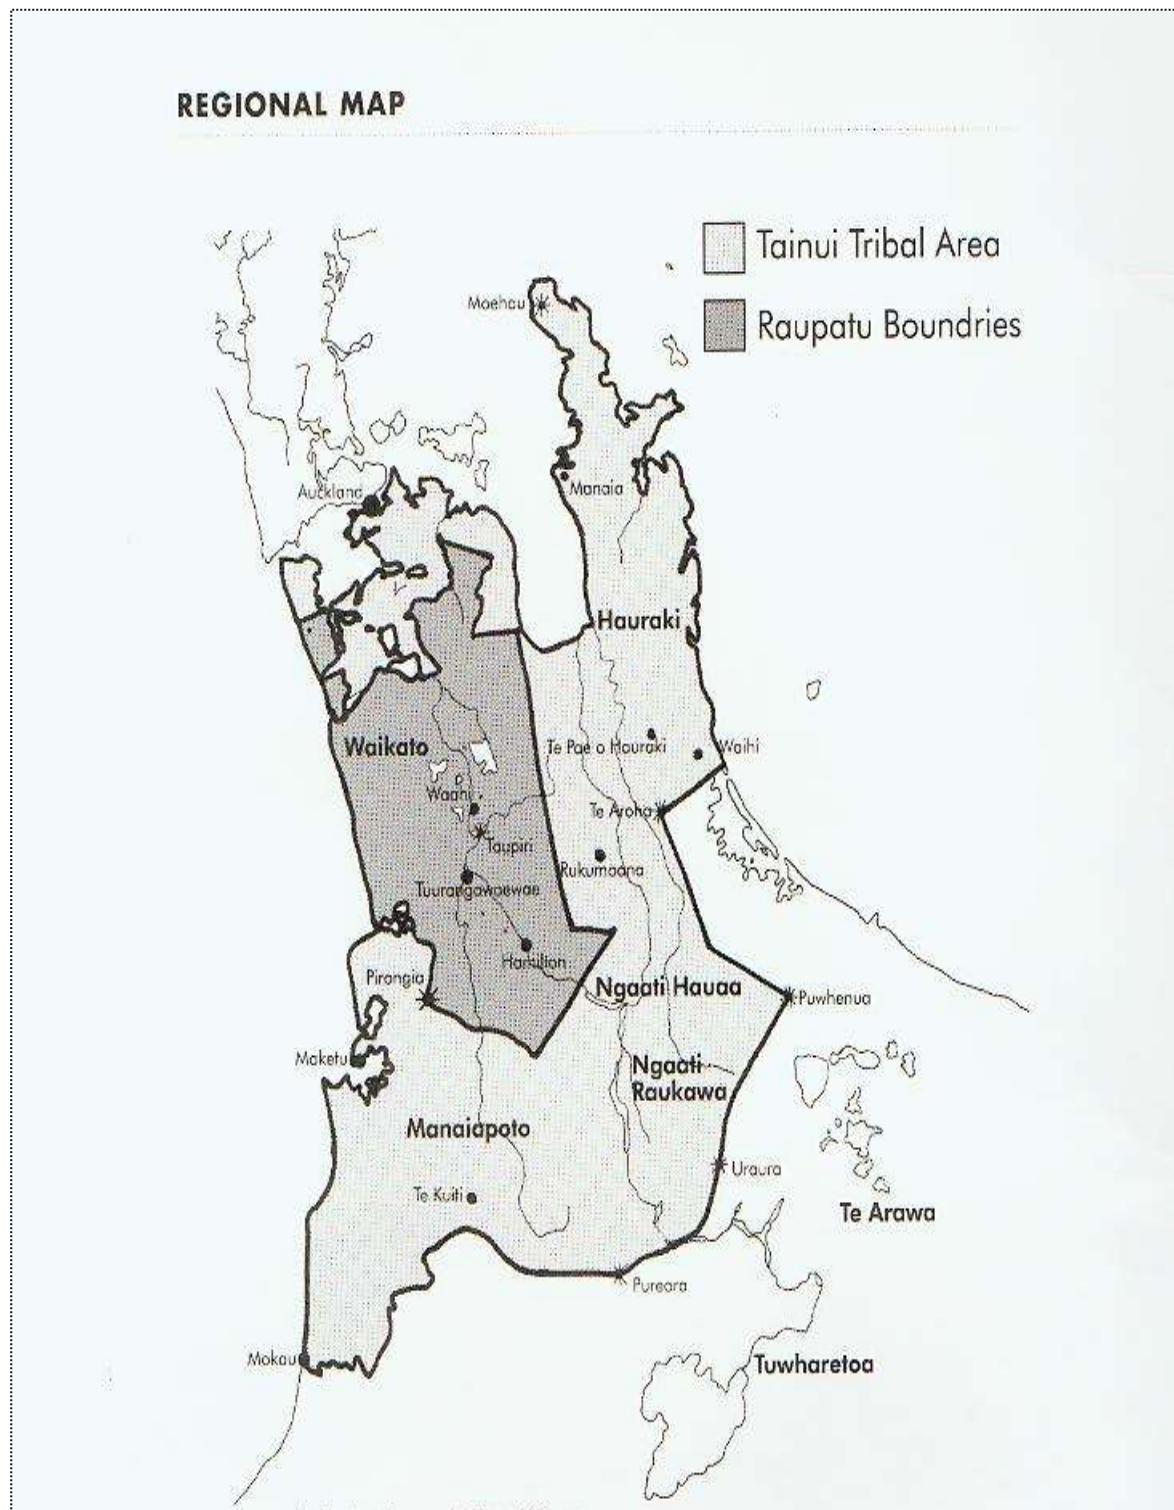 REGIONAL MAP
Tainui Tribal Area
Moehau
Raupatu Boundries
Auckland
Manaia
Hauraki
Waikato
Te Pae o Hauraki
Waihi
Waahi
Te Aroha
Taupiri
Rukumoana
Tuurangawaewae
Hamilton
Pirongia
Ngaati Hauaa
Puwhenua
Maketu
Ngaati
Raukawa
Manaiapoto
Uraura
Te Kuiti
Te Arawa
Pureora
Mokau
Tuwharetoa